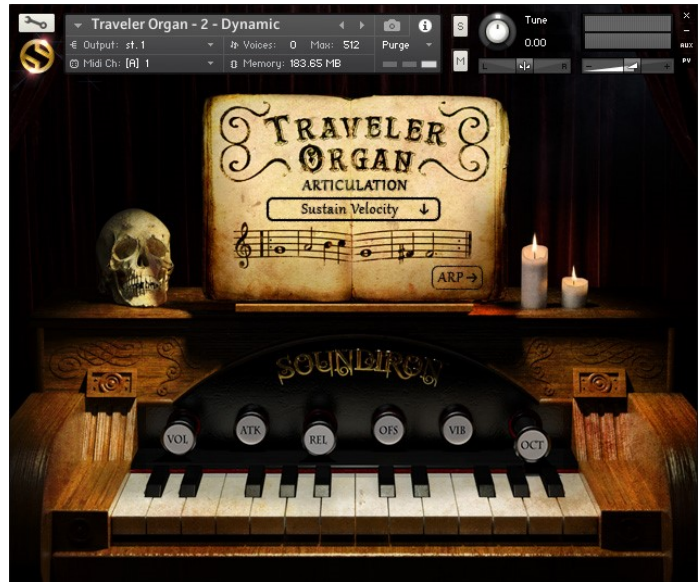 Traveler Organ - 2 - Dynamic
Output: st. 1
Voices: 0 Max: 512
Purge
Midi Ch: [A] 1
Memory: 183.65 MB
S
M
Tune
0.00
L R
- +
×
-
AUX
PV
TRAVELER
ORGAN
ARTICULATION
Sustain Velocity ↓
ARP→
SOUNDIRON
VOL
ATK
REL
OFS
VIB
OCT